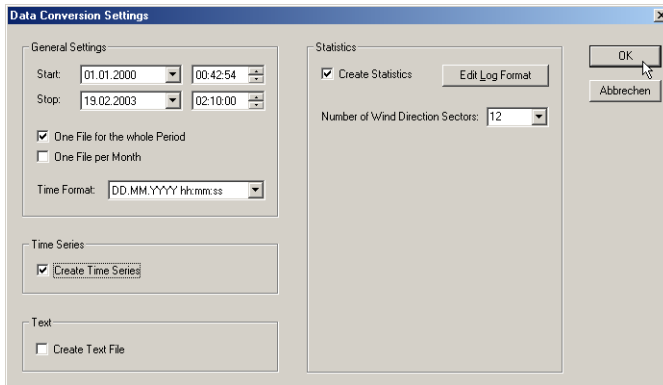 Data Conversion Settings
General Settings
Start: 01.01.2000 00:42:54
Stop: 19.02.2003 02:10:00
One File for the whole Period
One File per Month
Time Format: DD.MM.YYYY hh:mm:ss
Time Series
Create Time Series
Text
Create Text File
Statistics
Create Statistics Edit Log Format
Number of Wind Direction Sectors: 12
OK
Abbrechen